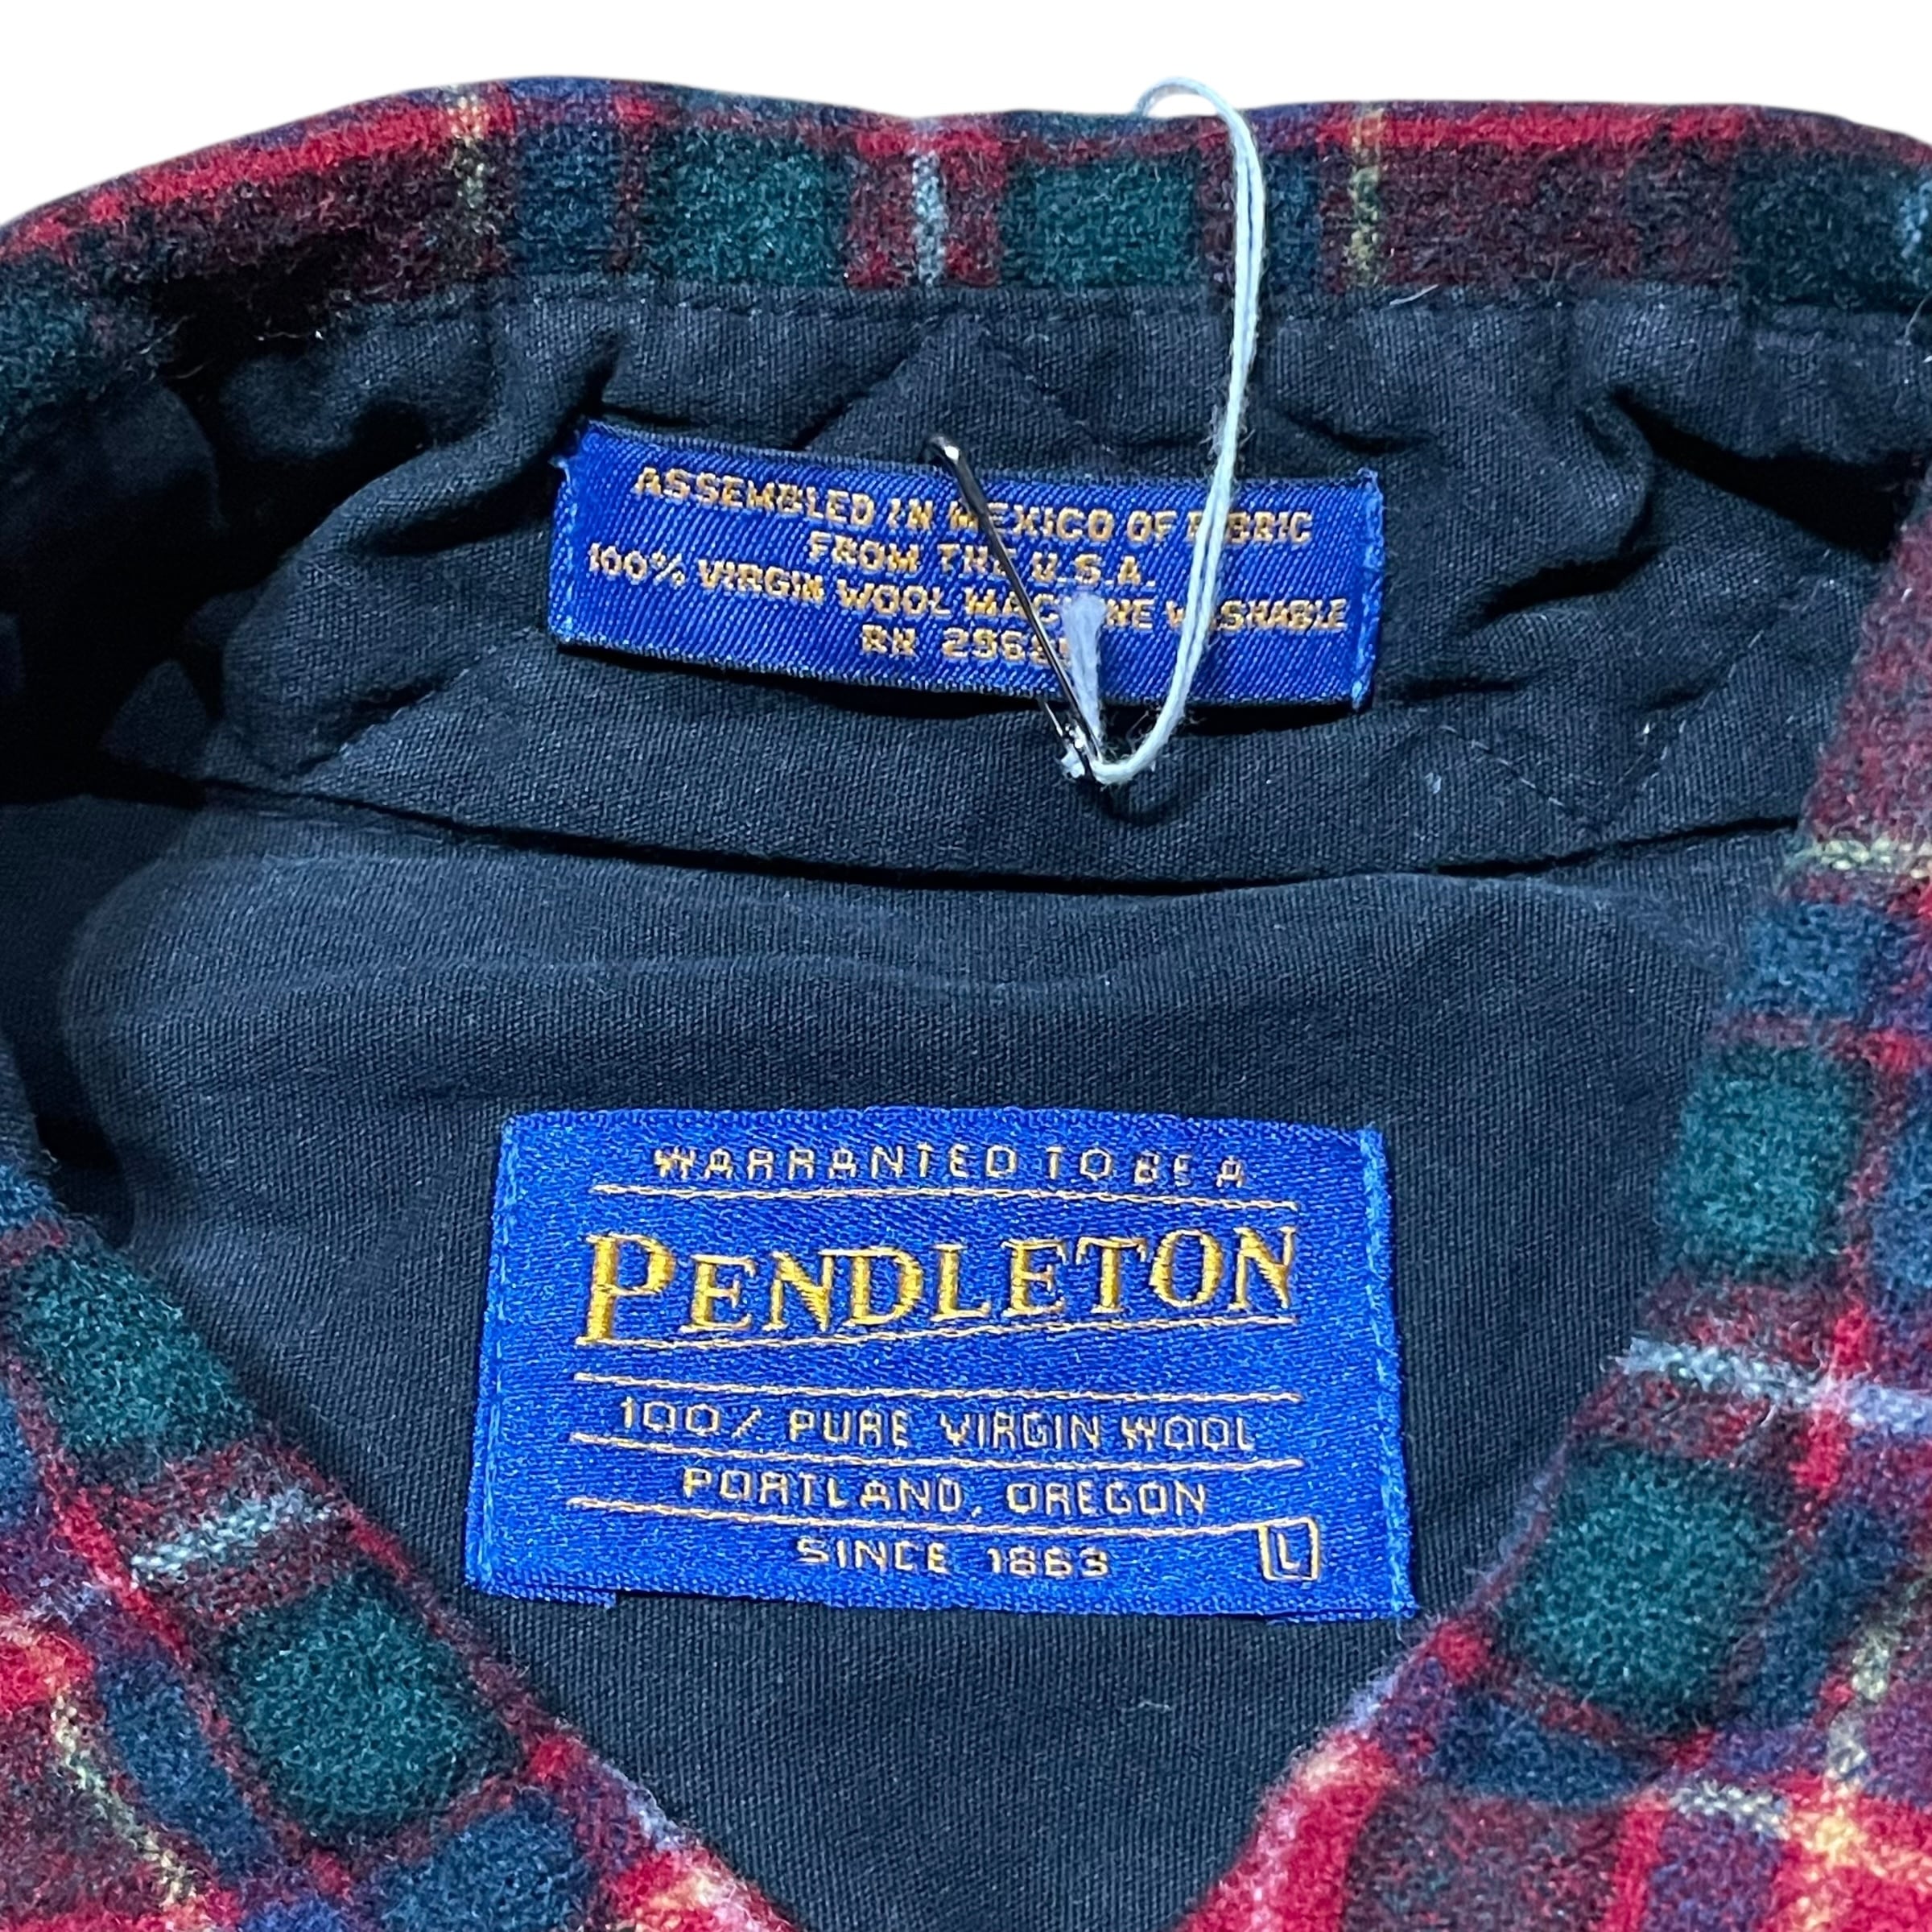 ASSEMBLED IN MEXICO OF FABRIC
FROM THE U.S.A.
100% VIRGIN WOOL MACHINE WASHABLE
RN
WARRANTED TO BE A
PENDLETON
100% PURE VIRGIN WOOL
PORTLAND, OREGON
SINCE 1863
L